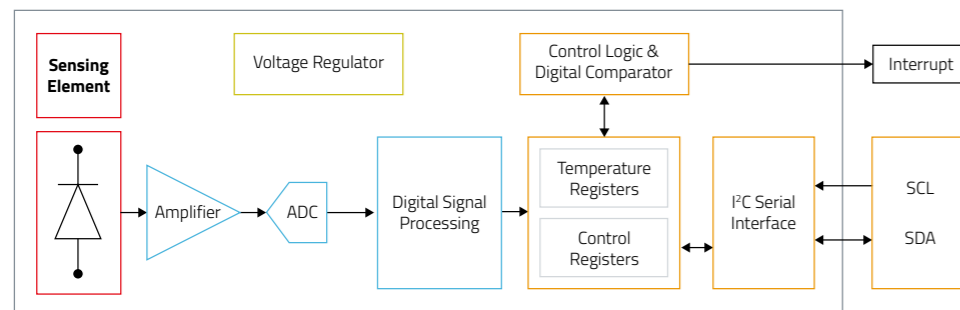 Sensing
Element
Voltage Regulator
Control Logic &
Digital Comparator
Interrupt
Amplifier
ADC
Digital Signal
Processing
Temperature
Registers
Control
Registers
I²C Serial
Interface
SCL
SDA